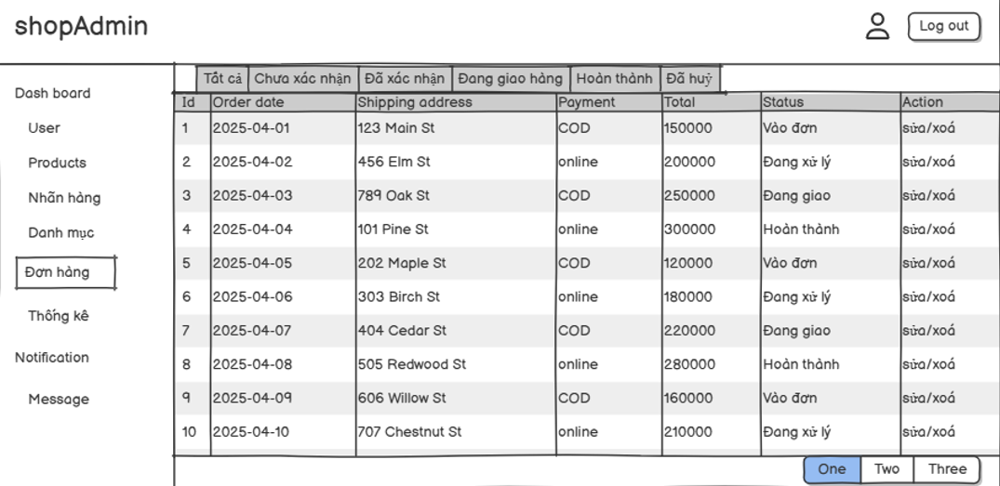 shopAdmin
Log out
Dash board
User
Products
Nhãn hàng
Danh mục
Đơn hàng
Thống kê
Notification
Message
Tất cả Chưa xác nhận Đã xác nhận Đang giao hàng Hoàn thành Đã huỷ
Id Order date Shipping address Payment Total Status Action
1 2025-04-01 123 Main St COD 150000 Vào đơn sửa/xoá
2 2025-04-02 456 Elm St online 200000 Đang xử lý sửa/xoá
3 2025-04-03 789 Oak St COD 250000 Đang giao sửa/xoá
4 2025-04-04 101 Pine St online 300000 Hoàn thành sửa/xoá
5 2025-04-05 202 Maple St COD 120000 Vào đơn sửa/xoá
6 2025-04-06 303 Birch St online 180000 Đang xử lý sửa/xoá
7 2025-04-07 404 Cedar St COD 220000 Đang giao sửa/xoá
8 2025-04-08 505 Redwood St online 280000 Hoàn thành sửa/xoá
9 2025-04-09 606 Willow St COD 160000 Vào đơn sửa/xoá
10 2025-04-10 707 Chestnut St online 210000 Đang xử lý sửa/xoá
One Two Three